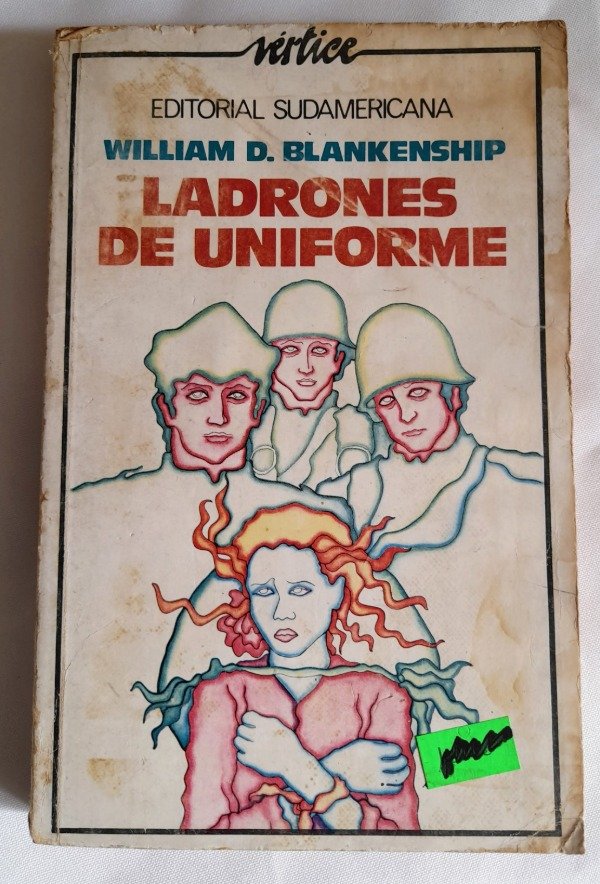 vértice
EDITORIAL SUDAMERICANA
WILLIAM D. BLANKENSHIP
LADRONES
DE UNIFORME